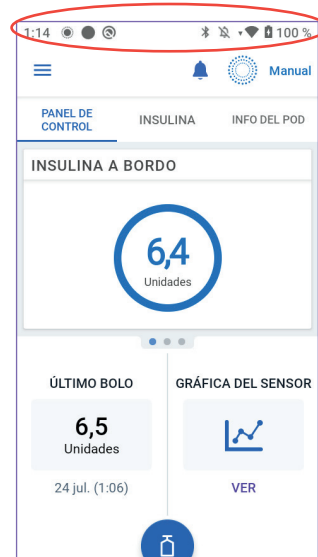 1:14 100 %
Manual
PANEL DE
CONTROL
INSULINA
INFO DEL POD
INSULINA A BORDO
6,4
Unidades
ÚLTIMO BOLO
GRÁFICA DEL SENSOR
6,5
Unidades
24 jul. (1:06)
VER